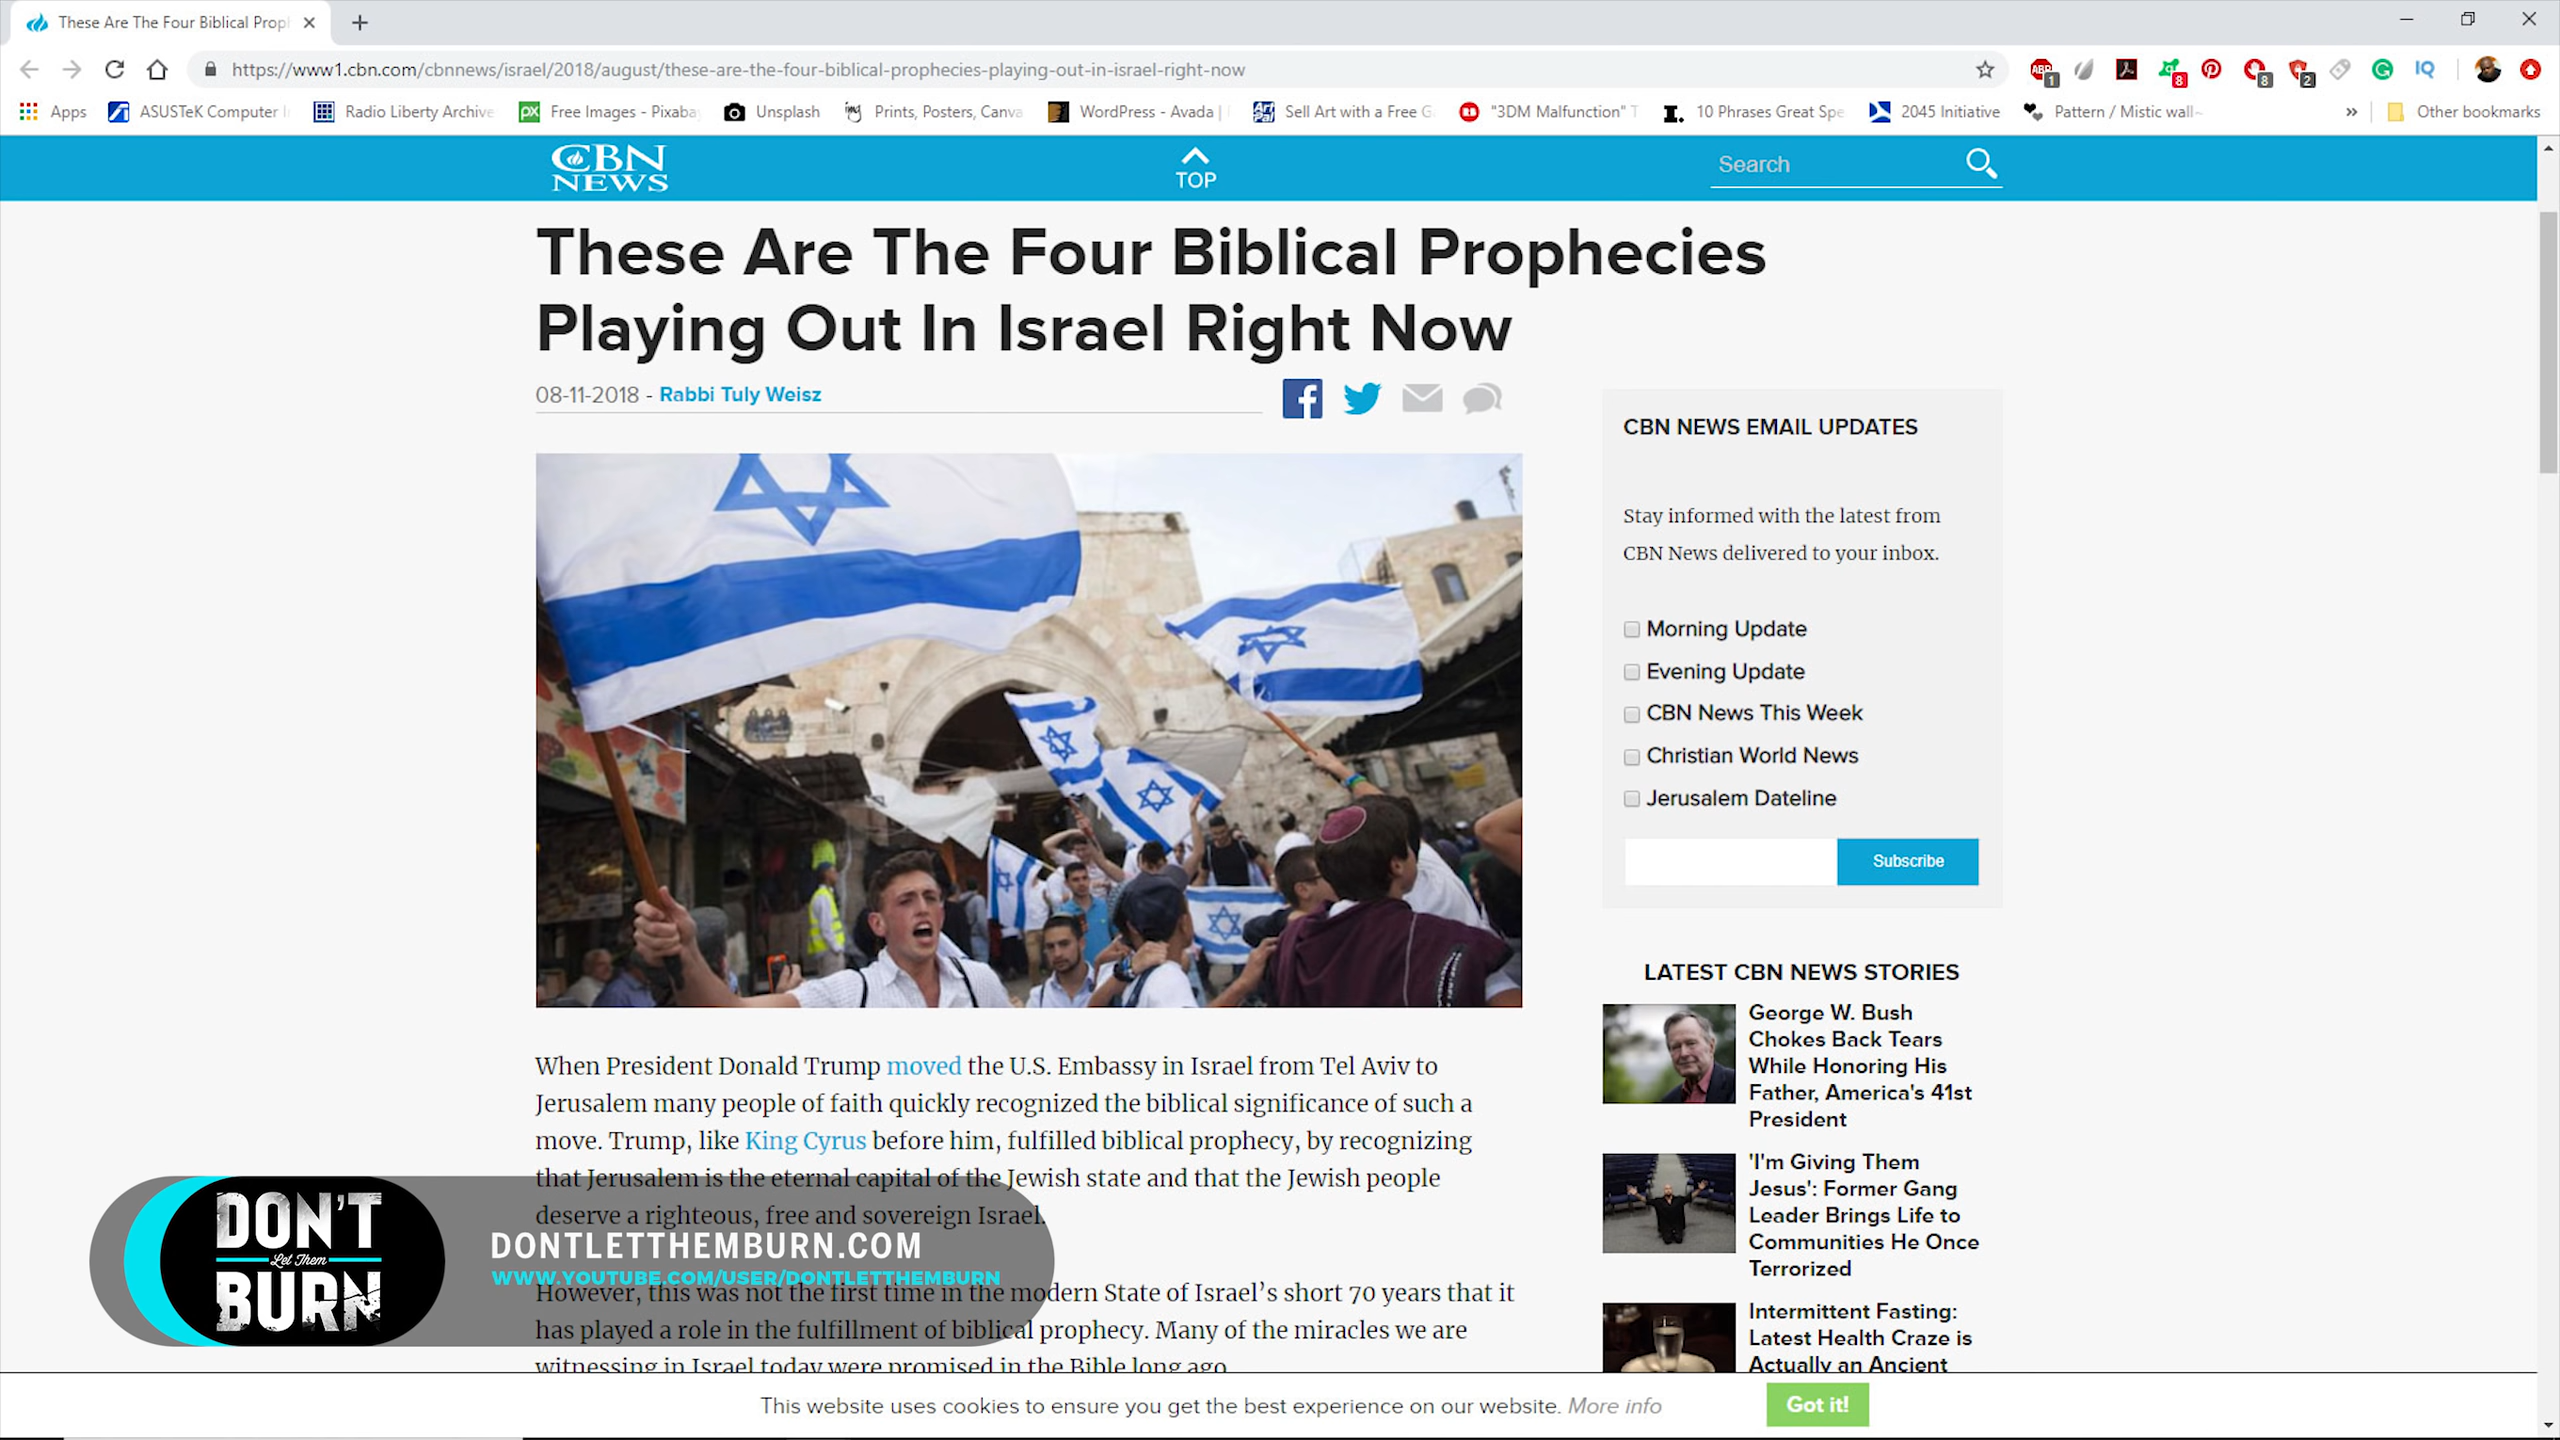 These Are The Four Biblical Prop
https://www1.cbn.com/cbnnews/israel/2018/august/these-are-the-four-biblical-prophecies-playing-out-in-israel-right-now
ABP 1 8 8 2 IQ
Apps ASUSTeK Computer I Radio Liberty Archive px Free Images - Pixaba Unsplash Prints, Posters, Canva WordPress - Avada | Sell Art with a Free G "3DM Malfunction" T 10 Phrases Great Spe 2045 Initiative Pattern / Mistic wall~ » Other bookmarks
CBN
NEWS
TOP
Search
These Are The Four Biblical Prophecies
Playing Out In Israel Right Now
08-11-2018 - Rabbi Tuly Weisz
When President Donald Trump moved the U.S. Embassy in Israel from Tel Aviv to
Jerusalem many people of faith quickly recognized the biblical significance of such a
move. Trump, like King Cyrus before him, fulfilled biblical prophecy, by recognizing
that Jerusalem is the eternal capital of the Jewish state and that the Jewish people
deserve a righteous, free and sovereign Israel.
However, this was not the first time in the modern State of Israel’s short 70 years that it
has played a role in the fulfillment of biblical prophecy. Many of the miracles we are
witnessing in Israel today were promised in the Bible long ago
CBN NEWS EMAIL UPDATES
Stay informed with the latest from
CBN News delivered to your inbox.
Morning Update
Evening Update
CBN News This Week
Christian World News
Jerusalem Dateline
Subscribe
LATEST CBN NEWS STORIES
George W. Bush
Chokes Back Tears
While Honoring His
Father, America's 41st
President
'I'm Giving Them
Jesus': Former Gang
Leader Brings Life to
Communities He Once
Terrorized
Intermittent Fasting:
Latest Health Craze is
Actually an Ancient
DON'T
Let Them
BURN
DONTLETTHEMBURN.COM
WWW.YOUTUBE.COM/USER/DONTLETTHEMBURN
This website uses cookies to ensure you get the best experience on our website. More info
Got it!